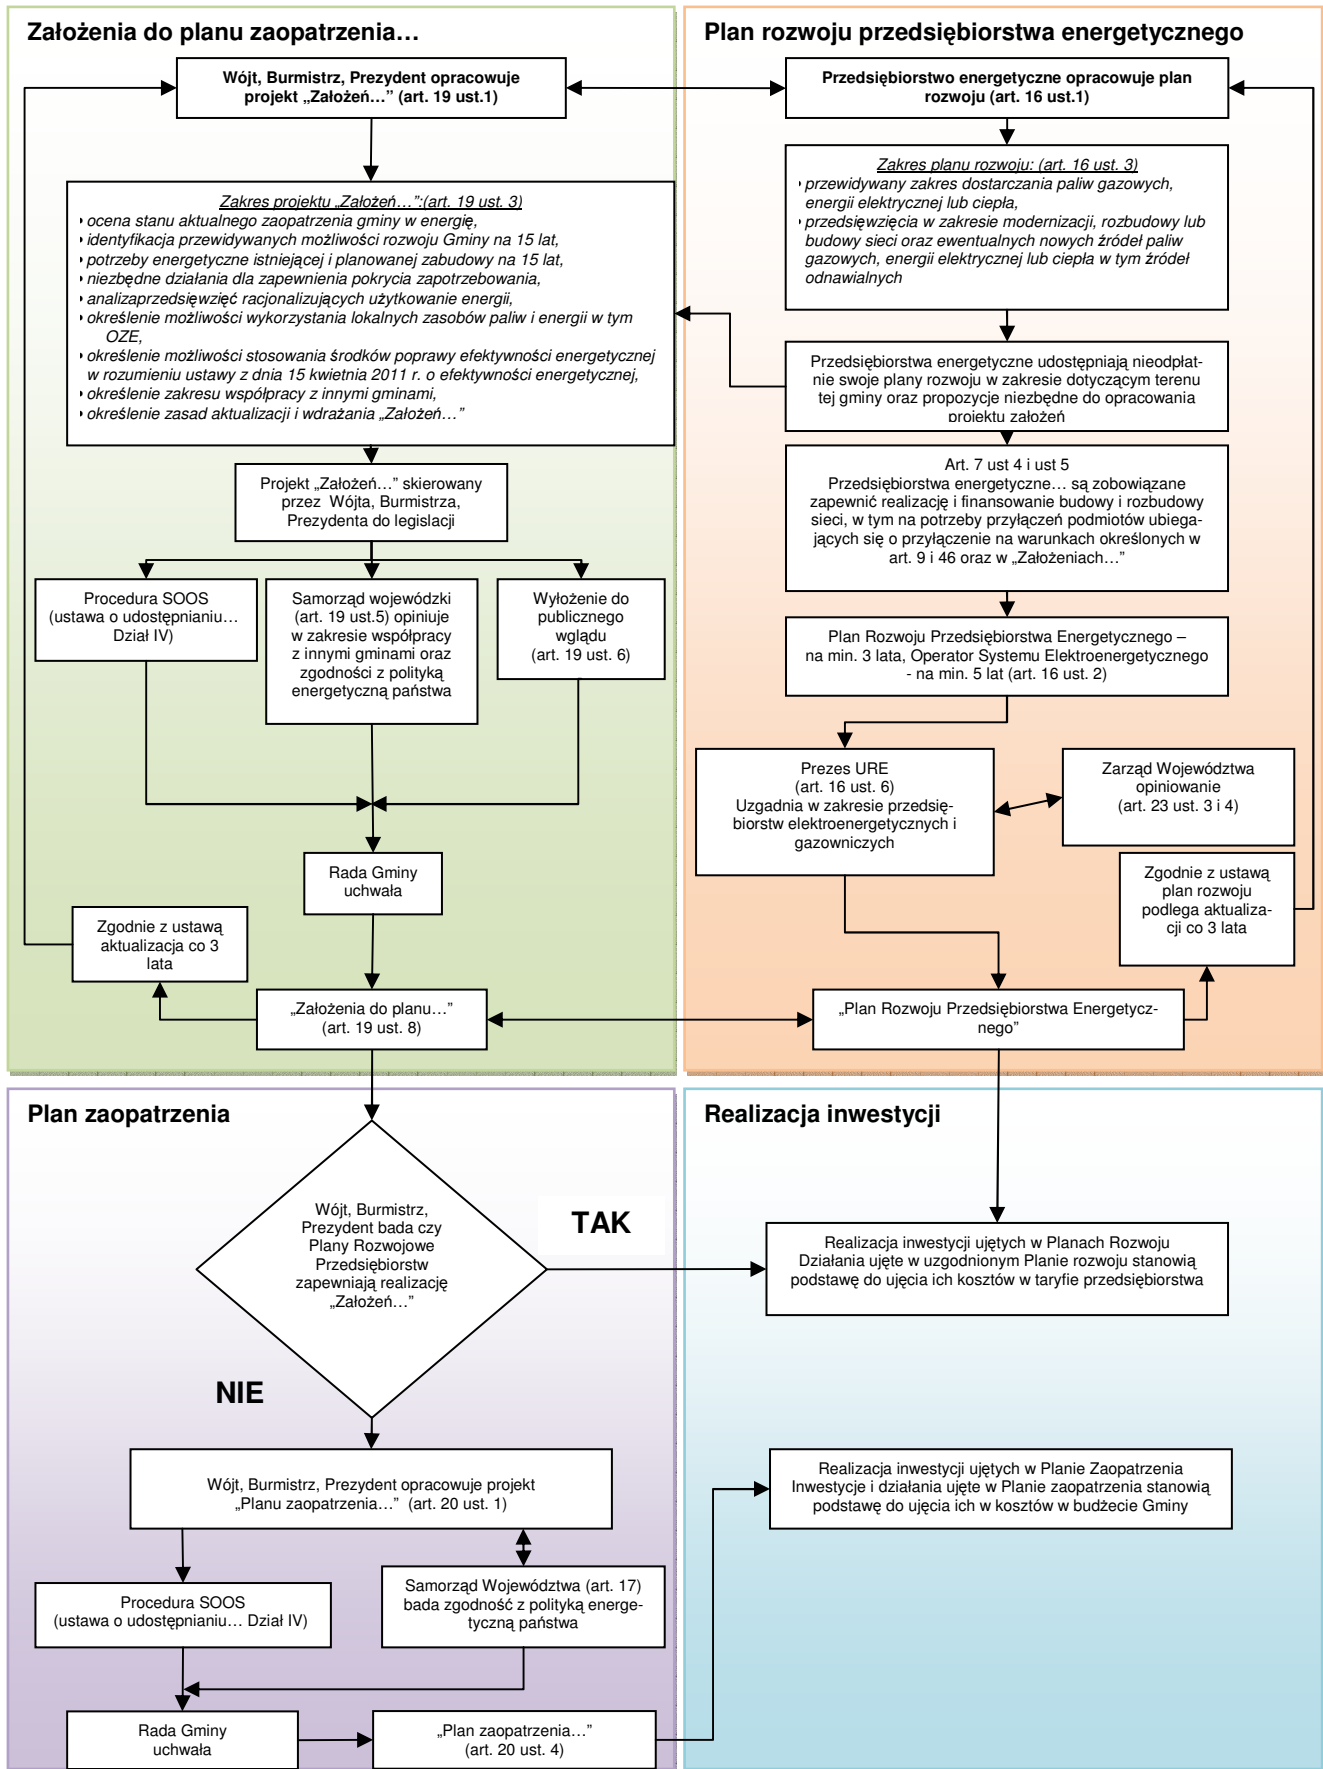 Założenia do planu zaopatrzenia…
Wójt, Burmistrz, Prezydent opracowuje
projekt „Założeń…” (art. 19 ust.1)
Zakres projektu „Założeń…”:(art. 19 ust. 3)
ocena stanu aktualnego zaopatrzenia gminy w energię,
identyfikacja przewidywanych możliwości rozwoju Gminy na 15 lat,
potrzeby energetyczne istniejącej i planowanej zabudowy na 15 lat,
niezbędne działania dla zapewnienia pokrycia zapotrzebowania,
analizaprzedsięwzięć racjonalizujących użytkowanie energii,
określenie możliwości wykorzystania lokalnych zasobów paliw i energii w tym
OZE,
określenie możliwości stosowania środków poprawy efektywności energetycznej
w rozumieniu ustawy z dnia 15 kwietnia 2011 r. o efektywności energetycznej,
określenie zakresu współpracy z innymi gminami,
określenie zasad aktualizacji i wdrażania „Założeń…”
Projekt „Założeń…” skierowany
przez Wójta, Burmistrza,
Prezydenta do legislacji
Procedura SOOS
(ustawa o udostępnianiu…
Dział IV)
Samorząd wojewódzki
(art. 19 ust.5) opiniuje
w zakresie współpracy
z innymi gminami oraz
zgodności z polityką
energetyczną państwa
Wyłożenie do
publicznego
wglądu
(art. 19 ust. 6)
Rada Gminy
uchwała
Zgodnie z ustawą
aktualizacja co 3
lata
„Założenia do planu…”
(art. 19 ust. 8)
Plan rozwoju przedsiębiorstwa energetycznego
Przedsiębiorstwo energetyczne opracowuje plan
rozwoju (art. 16 ust.1)
Zakres planu rozwoju: (art. 16 ust. 3)
przewidywany zakres dostarczania paliw gazowych,
energii elektrycznej lub ciepła,
przedsięwzięcia w zakresie modernizacji, rozbudowy lub
budowy sieci oraz ewentualnych nowych źródeł paliw
gazowych, energii elektrycznej lub ciepła w tym źródeł
odnawialnych
Przedsiębiorstwa energetyczne udostępniają nieodpłat-
nie swoje plany rozwoju w zakresie dotyczącym terenu
tej gminy oraz propozycje niezbędne do opracowania
projektu założeń
Art. 7 ust 4 i ust 5
Przedsiębiorstwa energetyczne… są zobowiązane
zapewnić realizację i finansowanie budowy i rozbudowy
sieci, w tym na potrzeby przyłączeń podmiotów ubiega-
jących się o przyłączenie na warunkach określonych w
art. 9 i 46 oraz w „Założeniach…”
Plan Rozwoju Przedsiębiorstwa Energetycznego –
na min. 3 lata, Operator Systemu Elektroenergetycznego
- na min. 5 lat (art. 16 ust. 2)
Prezes URE
(art. 16 ust. 6)
Uzgadnia w zakresie przedsię-
biorstw elektroenergetycznych i
gazowniczych
Zarząd Województwa
opiniowanie
(art. 23 ust. 3 i 4)
Zgodnie z ustawą
plan rozwoju
podlega aktualiza-
cji co 3 lata
„Plan Rozwoju Przedsiębiorstwa Energetycz-
nego”
Plan zaopatrzenia
Wójt, Burmistrz,
Prezydent bada czy
Plany Rozwojowe
Przedsiębiorstw
zapewniają realizację
„Założeń…”
TAK
NIE
Wójt, Burmistrz, Prezydent opracowuje projekt
„Planu zaopatrzenia…” (art. 20 ust. 1)
Procedura SOOS
(ustawa o udostępnianiu… Dział IV)
Samorząd Województwa (art. 17)
bada zgodność z polityką energe-
tyczną państwa
Rada Gminy
uchwała
„Plan zaopatrzenia…”
(art. 20 ust. 4)
Realizacja inwestycji
Realizacja inwestycji ujętych w Planach Rozwoju
Działania ujęte w uzgodnionym Planie rozwoju stanowią
podstawę do ujęcia ich kosztów w taryfie przedsiębiorstwa
Realizacja inwestycji ujętych w Planie Zaopatrzenia
Inwestycje i działania ujęte w Planie zaopatrzenia stanowią
podstawę do ujęcia ich w kosztów w budżecie Gminy